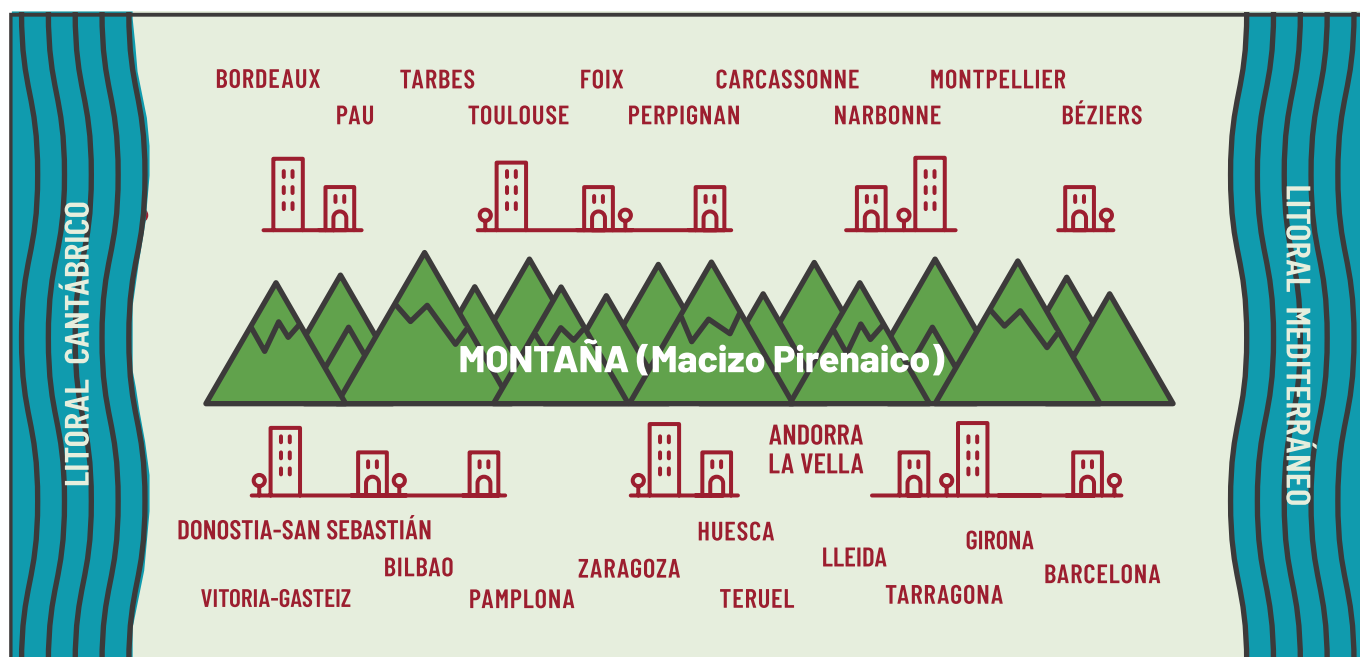 BORDEAUX
TARBES
FOIX
CARCASSONNE
MONTPELLIER
PAU
TOULOUSE
PERPIGNAN
NARBONNE
BÉZIERS
LITORAL CANTÁBRICO
LITORAL MEDITERRÁNEO
MONTAÑA (Macizo Pirenaico)
ANDORRA
LA VELLA
DONOSTIA-SAN SEBASTIÁN
HUESCA
GIRONA
BILBAO
ZARAGOZA
LLEIDA
BARCELONA
VITORIA-GASTEIZ
PAMPLONA
TERUEL
TARRAGONA